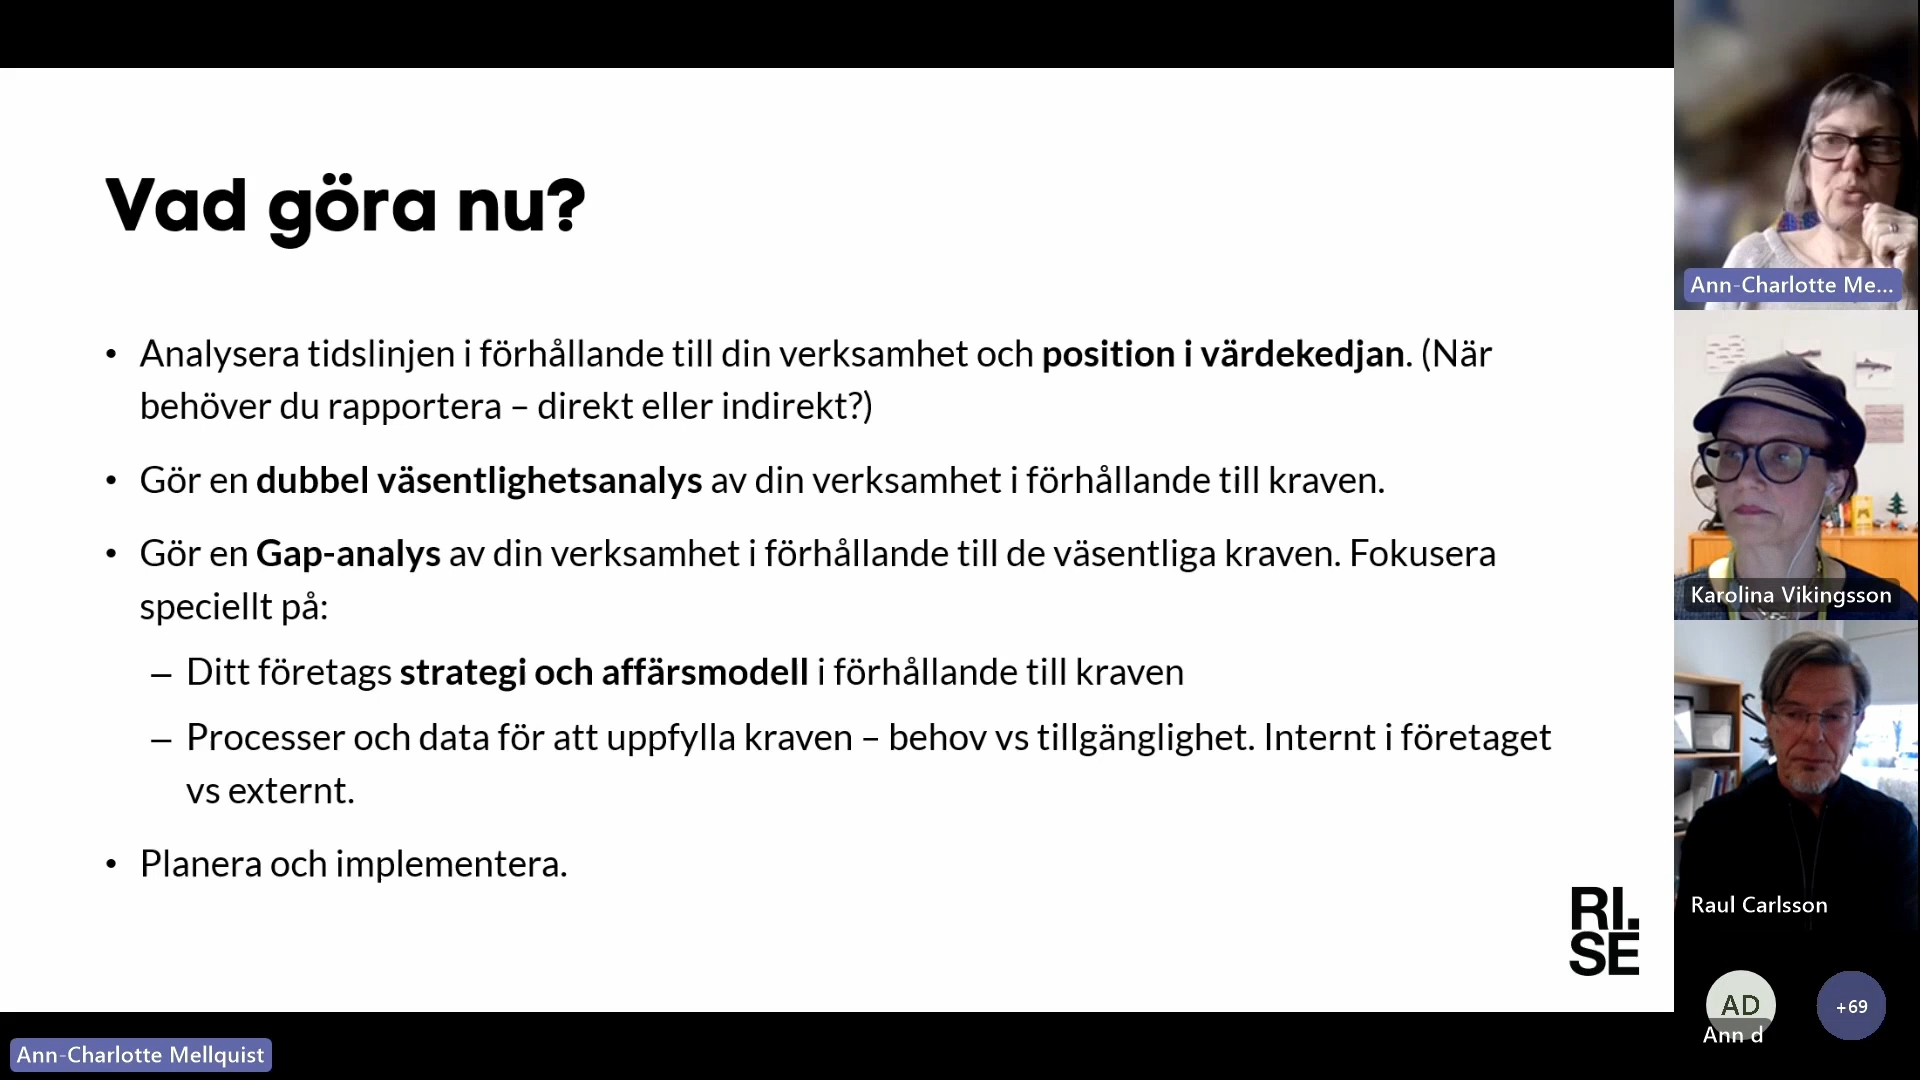 Vad göra nu?
• Analysera tidslinjen i förhållande till din verksamhet och position i värdekedjan. (När
behöver du rapportera – direkt eller indirekt?)
• Gör en dubbel väsentlighetsanalys av din verksamhet i förhållande till kraven.
• Gör en Gap-analys av din verksamhet i förhållande till de väsentliga kraven. Fokusera
speciellt på:
– Ditt företags strategi och affärsmodell i förhållande till kraven
– Processer och data för att uppfylla kraven – behov vs tillgänglighet. Internt i företaget
vs externt.
• Planera och implementera.
RI.
SE
Ann-Charlotte Mellquist
Ann-Charlotte Me...
Karolina Vikingsson
Raul Carlsson
AD
Ann d
+69